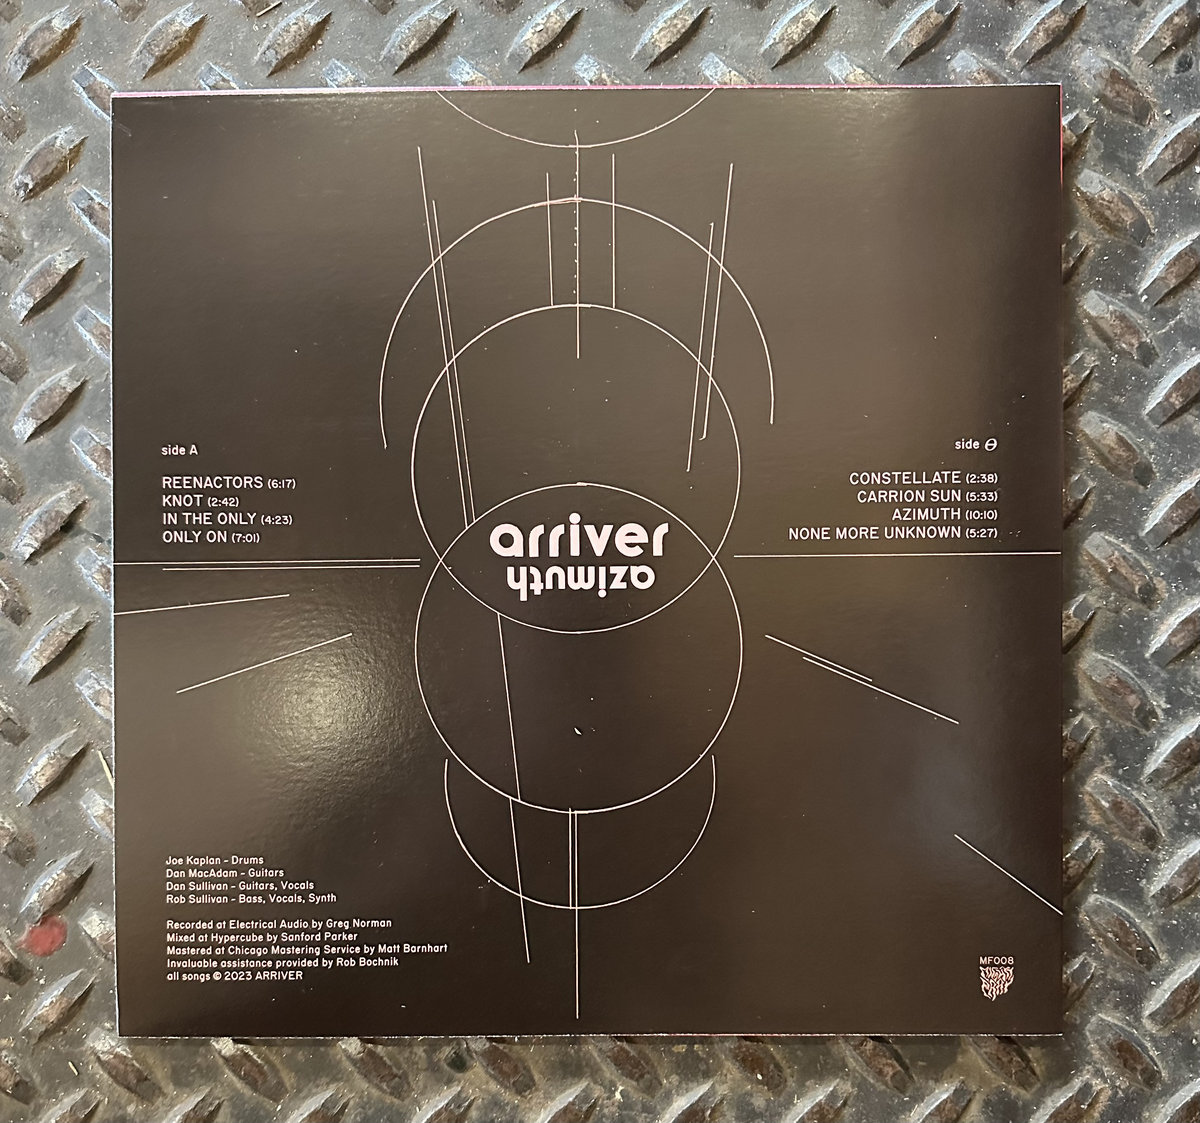 side A
REENACTORS (6:17)
KNOT (2:42)
IN THE ONLY (4:23)
ONLY ON (7:01)
arriver
azimuth
side Ѳ
CONSTELLATE (2:38)
CARRION SUN (5:33)
AZIMUTH (10:10)
NONE MORE UNKNOWN (5:27)
Joe Kaplan - Drums
Dan MacAdam - Guitars
Dan Sullivan - Guitars, Vocals
Rob Sullivan - Bass, Vocals, Synth
Recorded at Electrical Audio by Greg Norman
Mixed at Hypercube by Sanford Parker
Mastered at Chicago Mastering Service by Matt Barnhart
Invaluable assistance provided by Rob Bochnik
all songs © 2023 ARRIVER
MF008